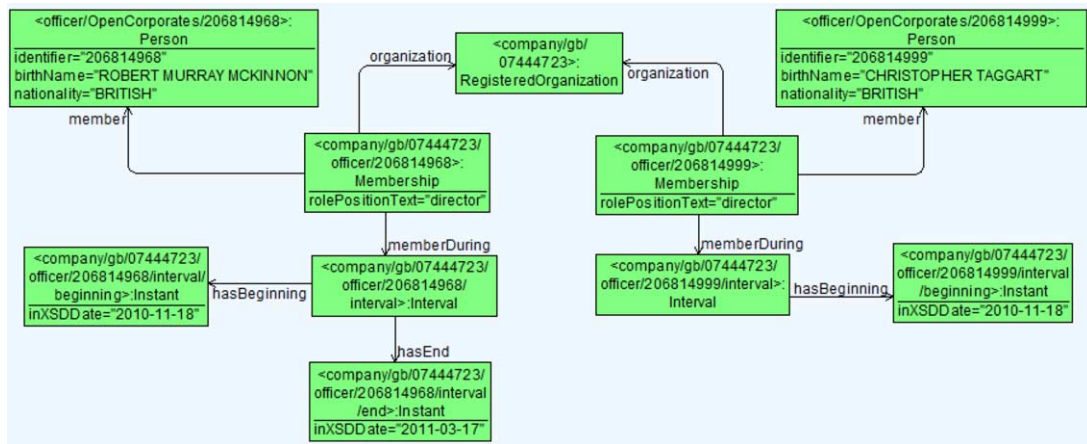 <officer/OpenCorporates/206814968>:
Person
identifier="206814968"
birthName="ROBERT MURRAY MCKINNON"
nationality="BRITISH"
member
organization
<company/gb/
07444723>:
RegisteredOrganization
organization
<officer/OpenCorporates/206814999>:
Person
identifier="206814999"
birthName="CHRISTOPHER TAGGART"
nationality="BRITISH"
member
<company/gb/07444723/
officer/206814968>:
Membership
rolePositionText="director"
<company/gb/07444723/
officer/206814999>:
Membership
rolePositionText="director"
memberDuring
memberDuring
<company/gb/07444723/
officer/206814968/interval/
beginning>:Instant
inXSDDate="2010-11-18"
hasBeginning
<company/gb/07444723/
officer/206814968/
interval>:Interval
<company/gb/07444723/
officer/206814999/interval>:
Interval
hasBeginning
<company/gb/07444723/
officer/206814999/interval
/beginning>:Instant
inXSDDate="2010-11-18"
hasEnd
<company/gb/07444723/
officer/206814968/interval
/end>:Instant
inXSDDate="2011-03-17"